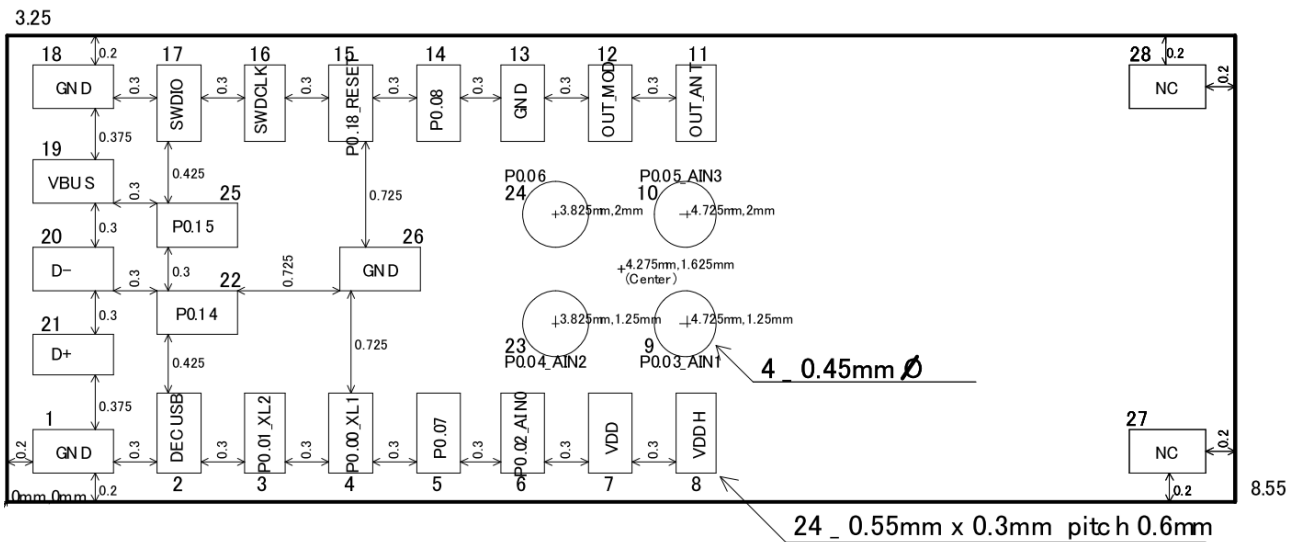 3.25
18 17 16 15 14 13 12 11 28
0.2 0.2
GND SWDIO SWDCLK P0.18_RESET P0.08 GND OUT_MOD OUT_ANT NC
0.3 0.3 0.3 0.3 0.3 0.3 0.3 0.2
0.375 0.425 0.725
19
VBUS 0.3
25
P0.15
P0.06 P0.05_AIN3
24 10
3.825mm,2mm 4.725mm,2mm
0.3
20 26
D- 0.3 0.3 0.725 GND
4.275mm,1.625mm
(Center)
22
P0.14
0.3
21
D+ 0.425 0.725
3.825mm,1.25mm 4.725mm,1.25mm
23 9
P0.04_AIN2 P0.03_AIN1
4 _ 0.45mm Ø
0.375
1 27
0.2 GND DECUSB P0.01_XL2 P0.00_XL1 P0.07 P0.02_AIN0 VDD VDDH NC 0.2
0.3 0.3 0.3 0.3 0.3 0.3 0.3
0mm,0mm 0.2 2 3 4 5 6 7 8 0.2
8.55
24 _ 0.55mm x 0.3mm pitch 0.6mm